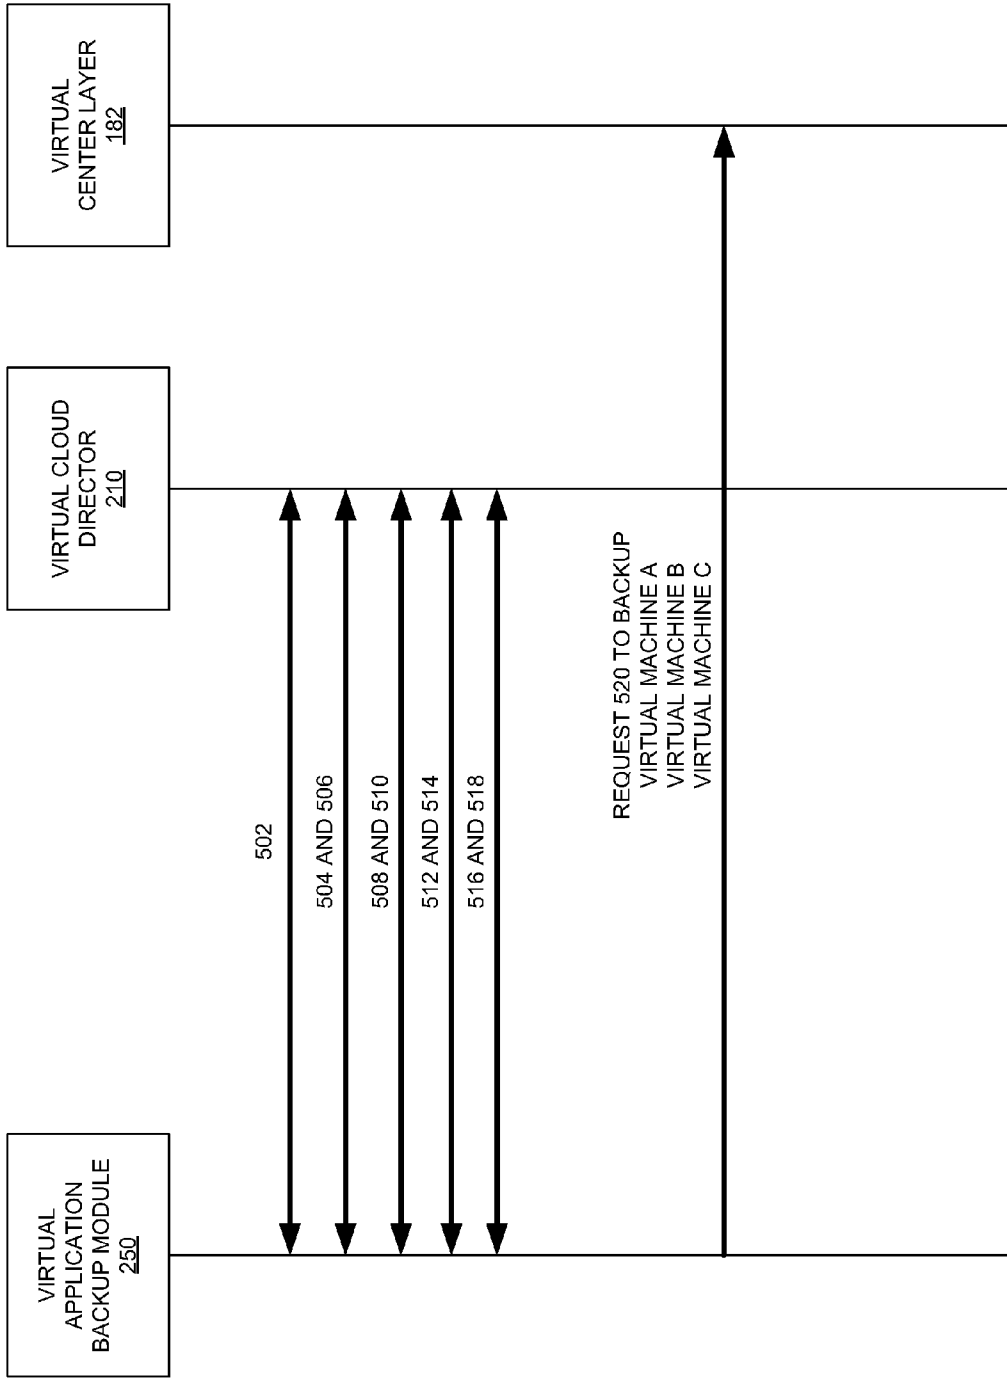 VIRTUAL
APPLICATION
BACKUP MODULE
250
VIRTUAL CLOUD
DIRECTOR
210
VIRTUAL
CENTER LAYER
182
502
504 AND 506
508 AND 510
512 AND 514
516 AND 518
REQUEST 520 TO BACKUP
VIRTUAL MACHINE A
VIRTUAL MACHINE B
VIRTUAL MACHINE C